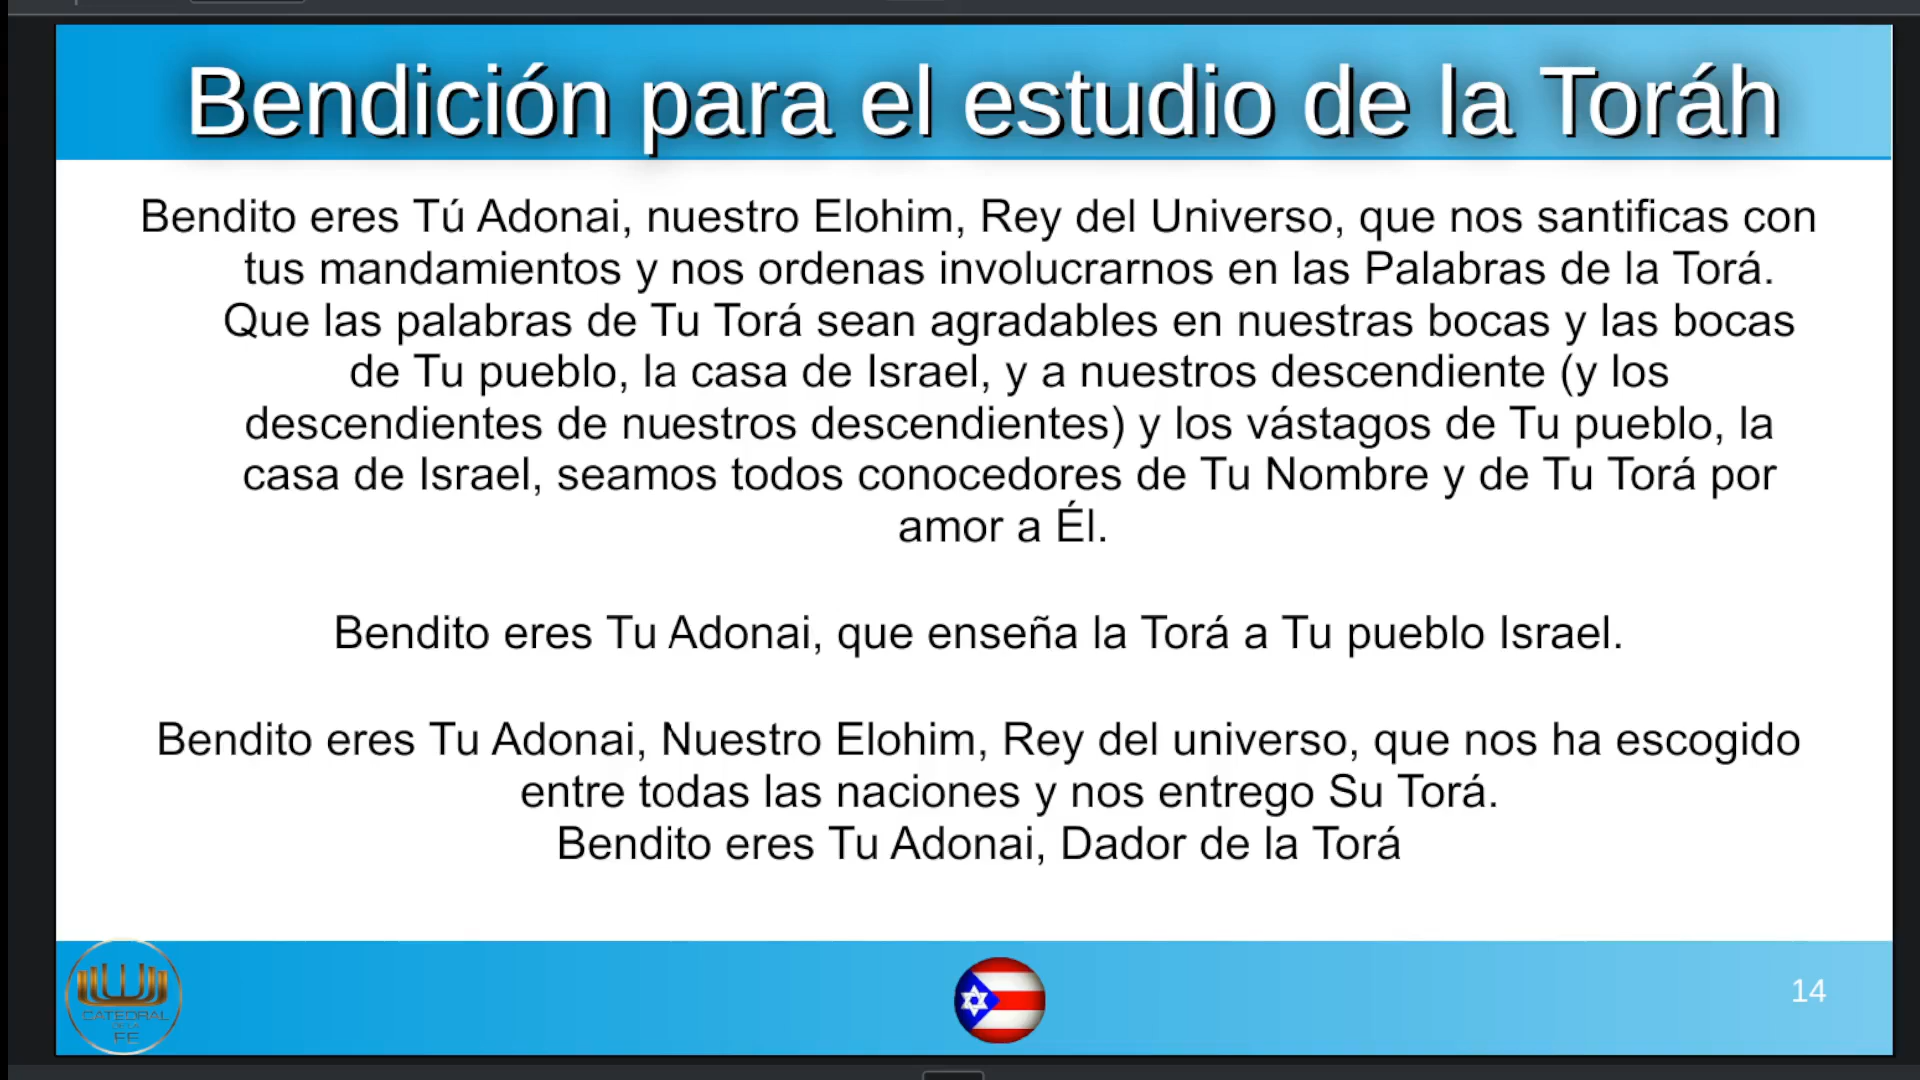 Bendición para el estudio de la Toráh
Bendito eres Tú Adonai, nuestro Elohim, Rey del Universo, que nos santificas con
tus mandamientos y nos ordenas involucrarnos en las Palabras de la Torá.
Que las palabras de Tu Torá sean agradables en nuestras bocas y las bocas
de Tu pueblo, la casa de Israel, y a nuestros descendiente (y los
descendientes de nuestros descendientes) y los vástagos de Tu pueblo, la
casa de Israel, seamos todos conocedores de Tu Nombre y de Tu Torá por
amor a Él.
Bendito eres Tu Adonai, que enseña la Torá a Tu pueblo Israel.
Bendito eres Tu Adonai, Nuestro Elohim, Rey del universo, que nos ha escogido
entre todas las naciones y nos entrego Su Torá.
Bendito eres Tu Adonai, Dador de la Torá
CATEDRAL
DE LA
FE
14